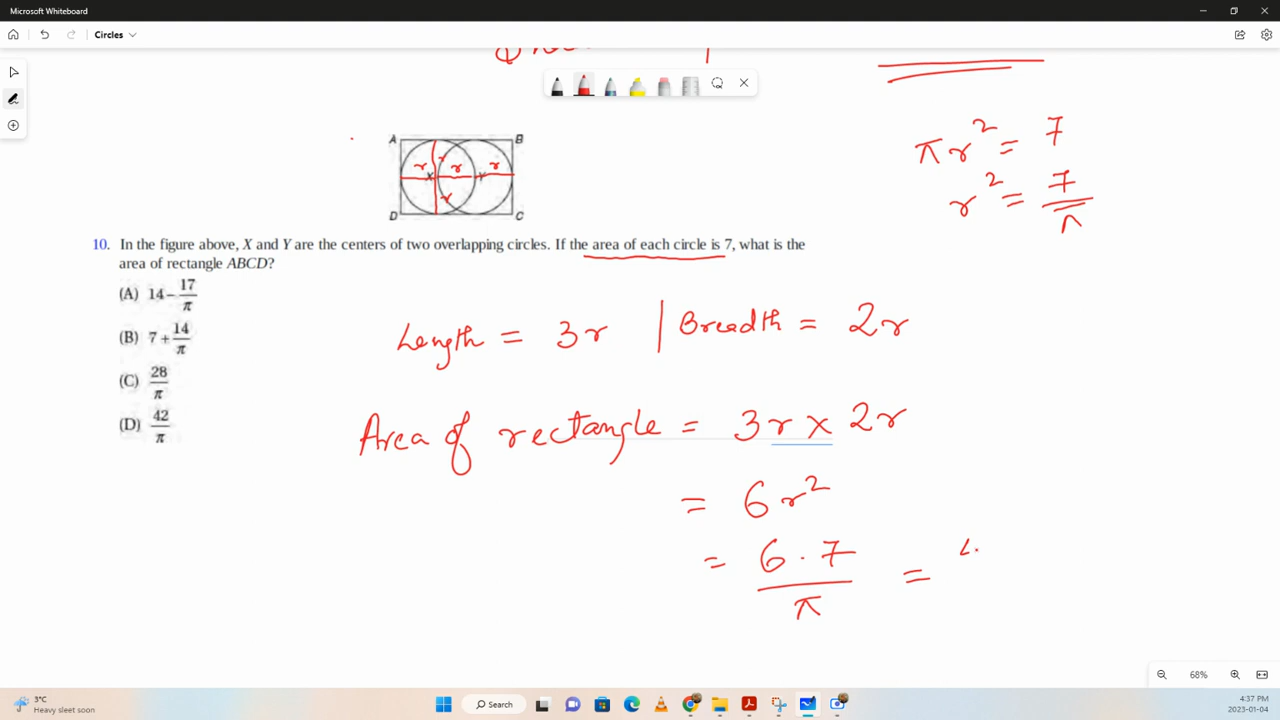 Microsoft Whiteboard
Circles
πr² = 7
r² = 7/π
A B
r r r r
X Y
r
D C
10. In the figure above, X and Y are the centers of two overlapping circles. If the area of each circle is 7, what is the
area of rectangle ABCD?
(A) 14 − 17/π
(B) 7 + 14/π
(C) 28/π
(D) 42/π
Length = 3r | Breadth = 2r
Area of rectangle = 3r × 2r
= 6r²
= 6 · 7/π =
68%
3°C
Heavy sleet soon
Search
4:37 PM
2023-01-04